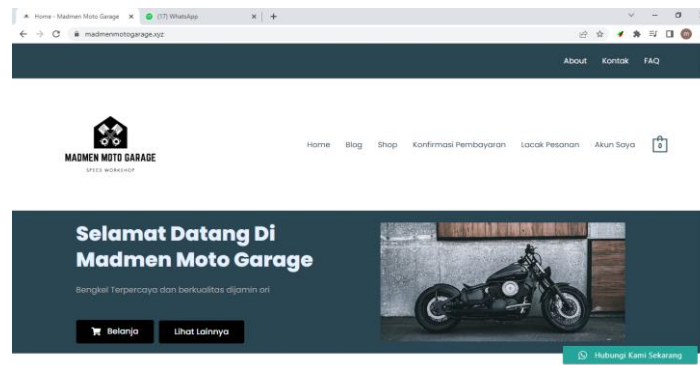 Home - Madmen Moto Garage
(17) WhatsApp
madmenmotogarage.xyz
About Kontak FAQ
MADMEN MOTO GARAGE
SPEED WORKSHOP
Home Blog Shop Konfirmasi Pembayaran Lacak Pesanan Akun Saya 0
Selamat Datang Di
Madmen Moto Garage
Bengkel Terpercaya dan berkualitas dijamin ori
Belanja Lihat Lainnya
Hubungi Kami Sekarang